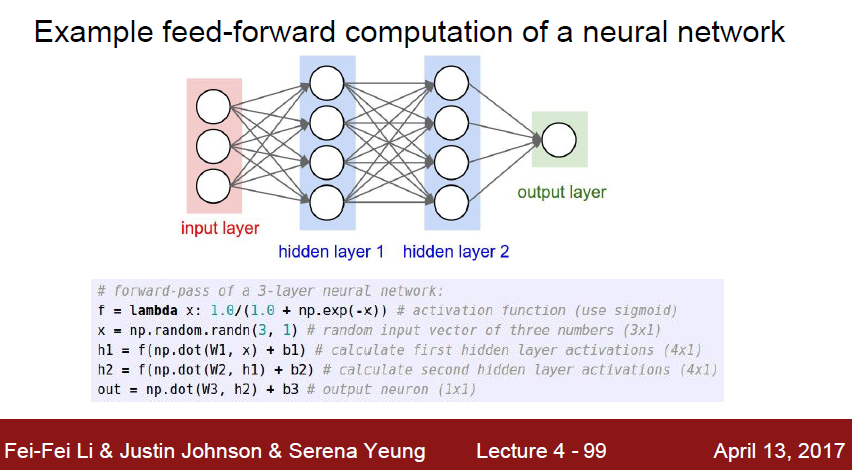 Example feed-forward computation of a neural network
input layer
hidden layer 1
hidden layer 2
output layer
# forward-pass of a 3-layer neural network:
f = lambda x: 1.0/(1.0 + np.exp(-x)) # activation function (use sigmoid)
x = np.random.randn(3, 1) # random input vector of three numbers (3x1)
h1 = f(np.dot(W1, x) + b1) # calculate first hidden layer activations (4x1)
h2 = f(np.dot(W2, h1) + b2) # calculate second hidden layer activations (4x1)
out = np.dot(W3, h2) + b3 # output neuron (1x1)
Fei-Fei Li & Justin Johnson & Serena Yeung Lecture 4 - 99 April 13, 2017